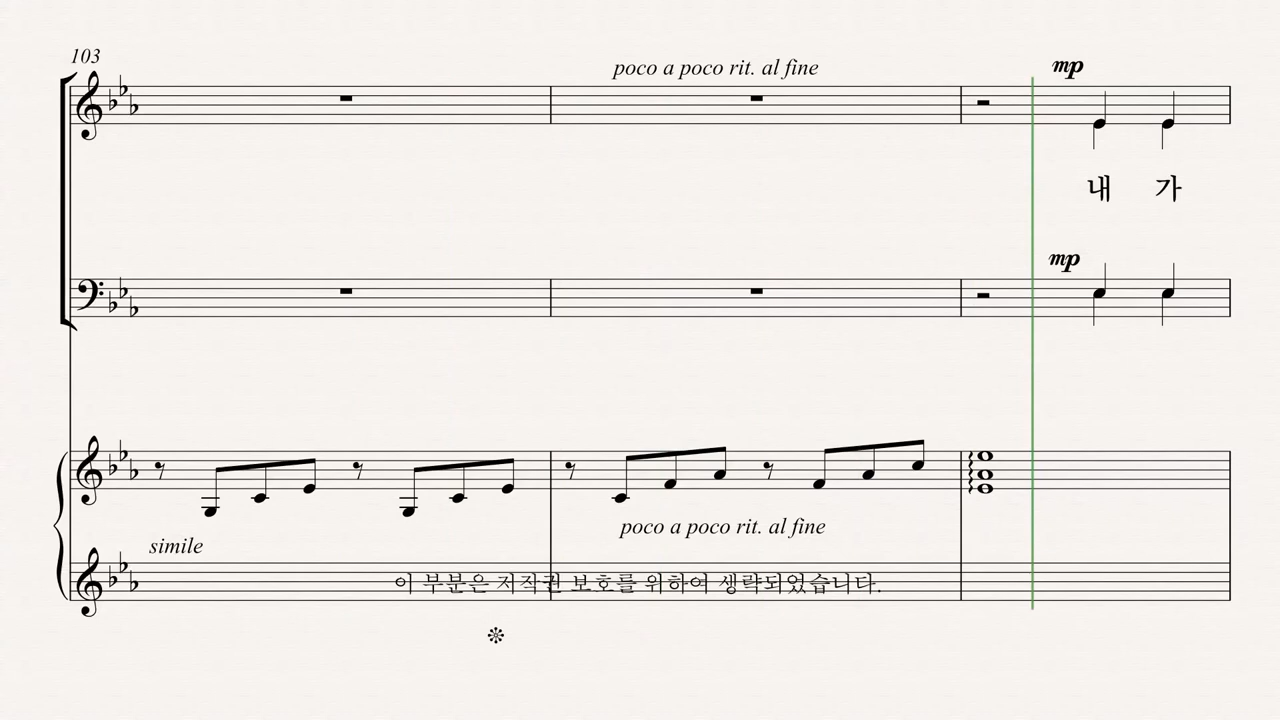 103
poco a poco rit. al fine
mp
내 가
mp
poco a poco rit. al fine
simile
이 부분은 저작권 보호를 위하여 생략되었습니다.